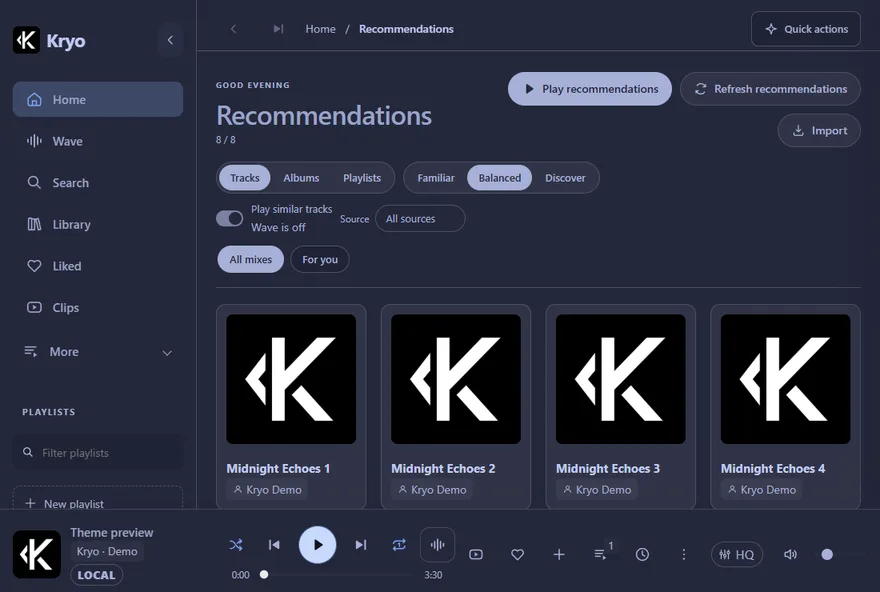 Kryo
Home / Recommendations
Quick actions
Home
Wave
Search
Library
Liked
Clips
More
PLAYLISTS
Filter playlists
New playlist
GOOD EVENING
Recommendations
8 / 8
Play recommendations
Refresh recommendations
Import
Tracks Albums Playlists
Familiar Balanced Discover
Play similar tracks
Wave is off
Source
All sources
All mixes
For you
Midnight Echoes 1
Kryo Demo
Midnight Echoes 2
Kryo Demo
Midnight Echoes 3
Kryo Demo
Midnight Echoes 4
Kryo Demo
Theme preview
Kryo · Demo
LOCAL
0:00
3:30
1
HQ